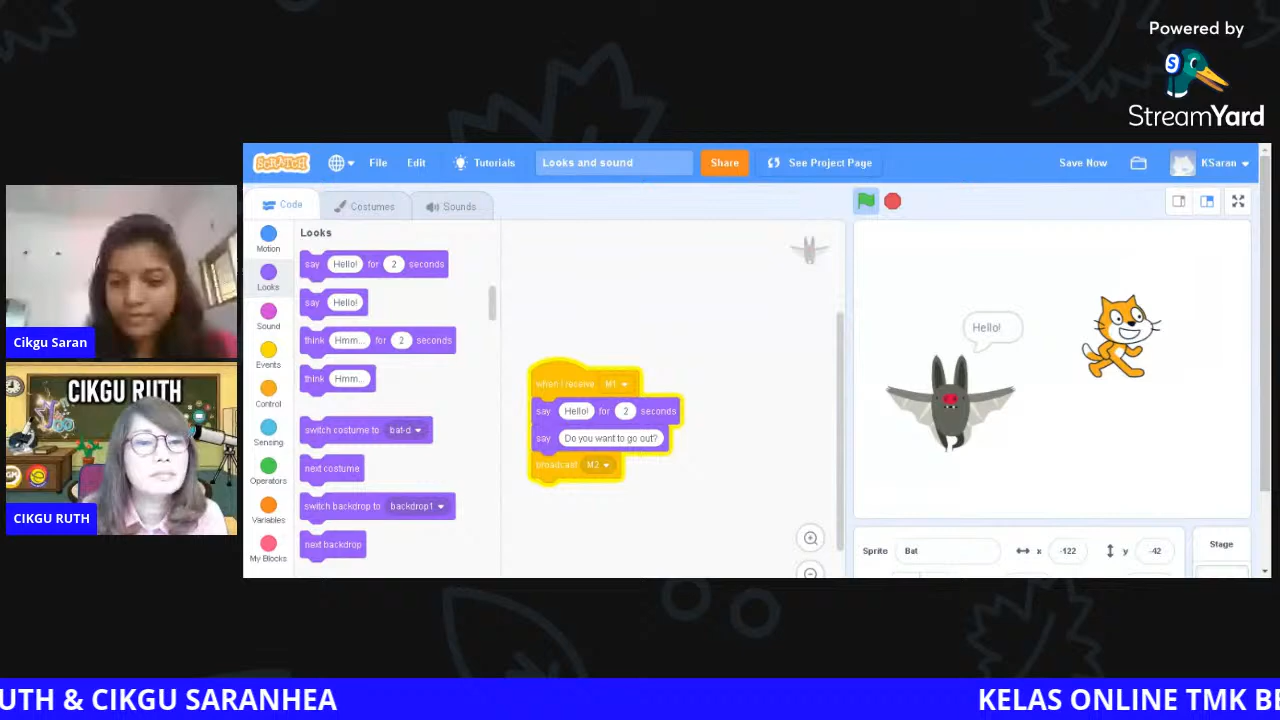 Powered by
StreamYard
SCRATCH
File
Edit
Tutorials
Looks and sound
Share
See Project Page
Save Now
KSaran
Code
Costumes
Sounds
Motion
Looks
Sound
Events
Control
Sensing
Operators
Variables
My Blocks
Looks
say Hello! for 2 seconds
say Hello!
think Hmm... for 2 seconds
think Hmm...
switch costume to bat-d
next costume
switch backdrop to backdrop1
next backdrop
when I receive M1
say Hello! for 2 seconds
say Do you want to go out?
broadcast M2
Hello!
Sprite Bat x -122 y -42
Stage
Cikgu Saran
CIKGU RUTH
CIKGU RUTH
UTH & CIKGU SARANHEA
KELAS ONLINE TMK BE